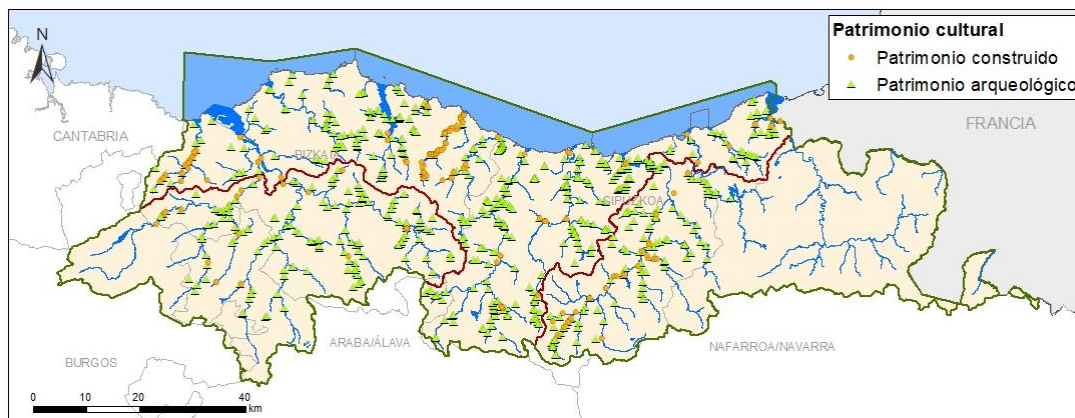 Patrimonio cultural
Patrimonio construido
Patrimonio arqueológico
N
CANTABRIA
FRANCIA
BIZKAIA
GIPUZKOA
ARABA/ÁLAVA
NAFARROA/NAVARRA
BURGOS
0 10 20 40
km